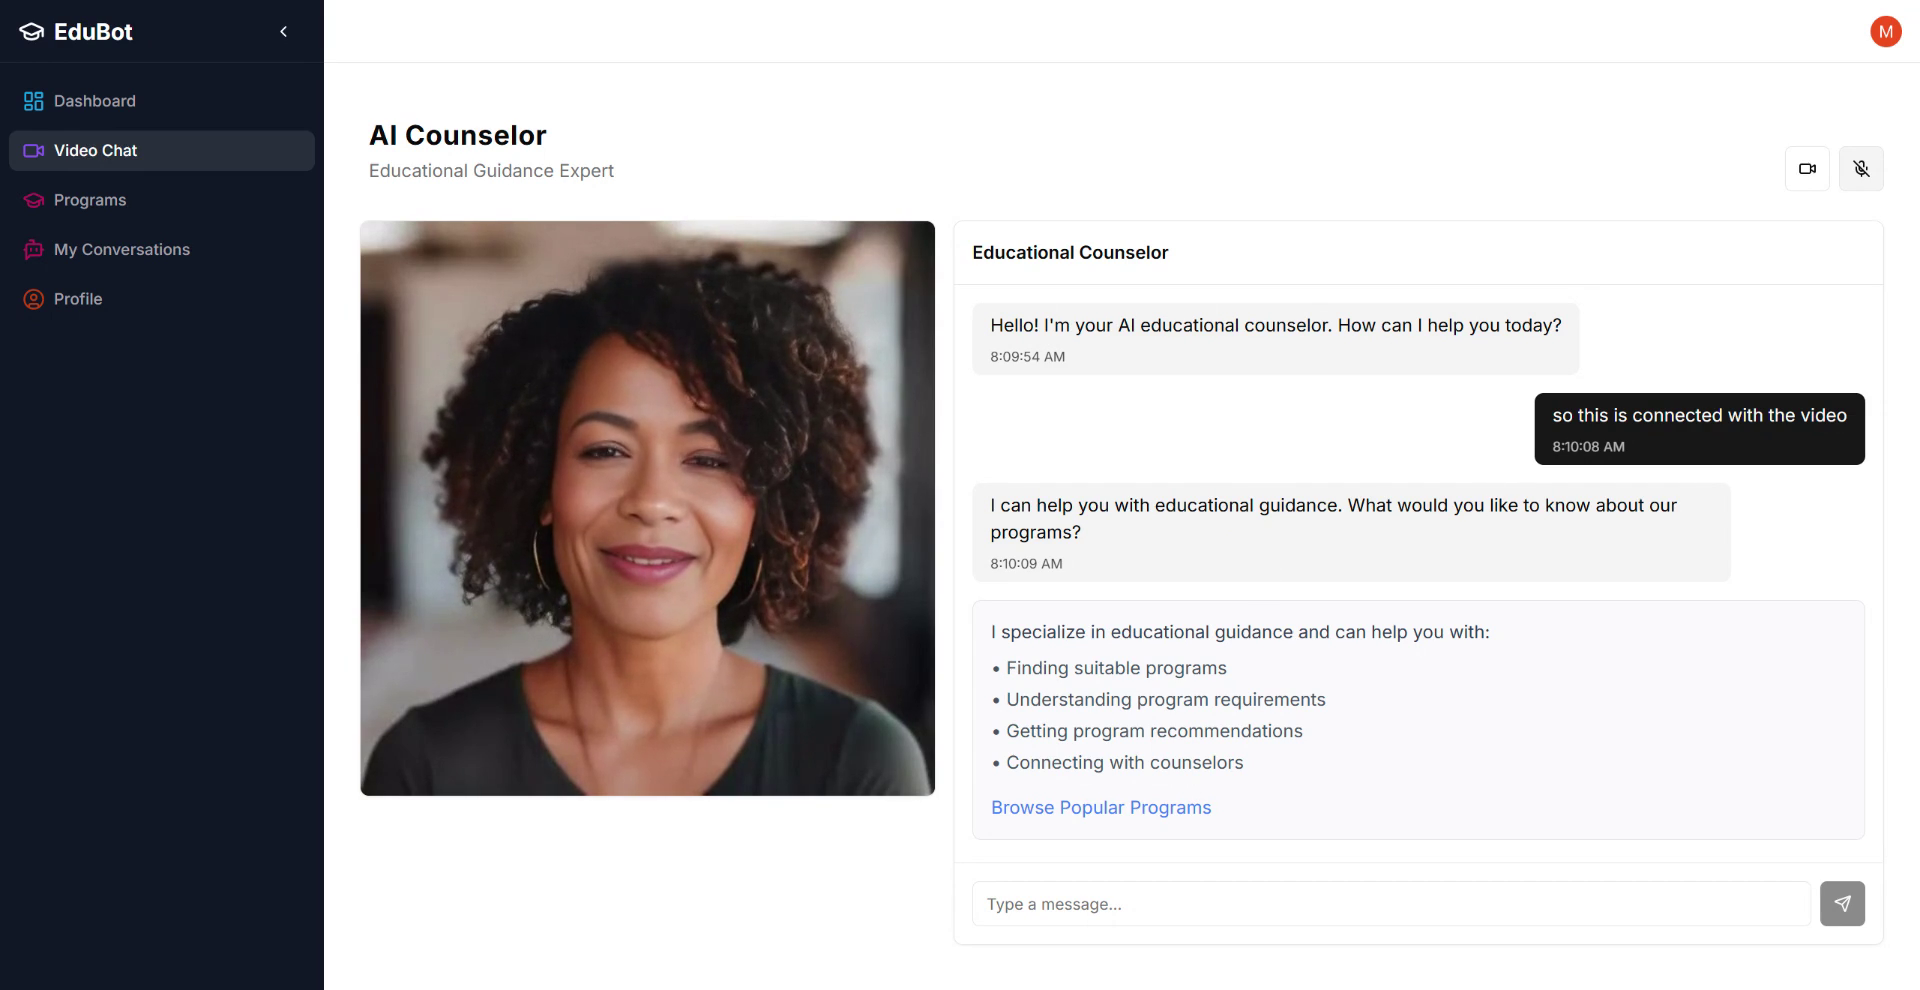 EduBot
M
Dashboard
Video Chat
Programs
My Conversations
Profile
AI Counselor
Educational Guidance Expert
Educational Counselor
Hello! I'm your AI educational counselor. How can I help you today?
8:09:54 AM
so this is connected with the video
8:10:08 AM
I can help you with educational guidance. What would you like to know about our
programs?
8:10:09 AM
I specialize in educational guidance and can help you with:
• Finding suitable programs
• Understanding program requirements
• Getting program recommendations
• Connecting with counselors
Browse Popular Programs
Type a message...